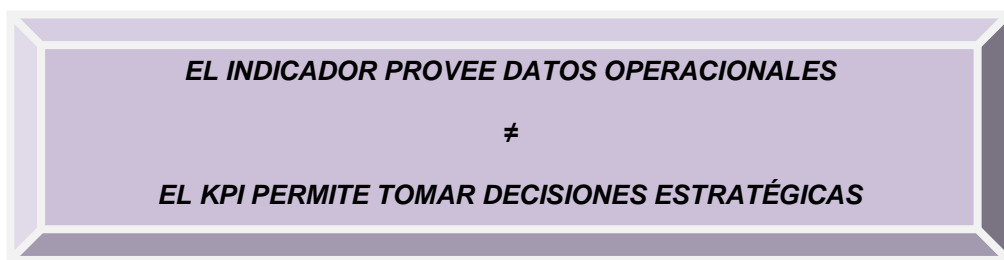 EL INDICADOR PROVEE DATOS OPERACIONALES
≠
EL KPI PERMITE TOMAR DECISIONES ESTRATÉGICAS